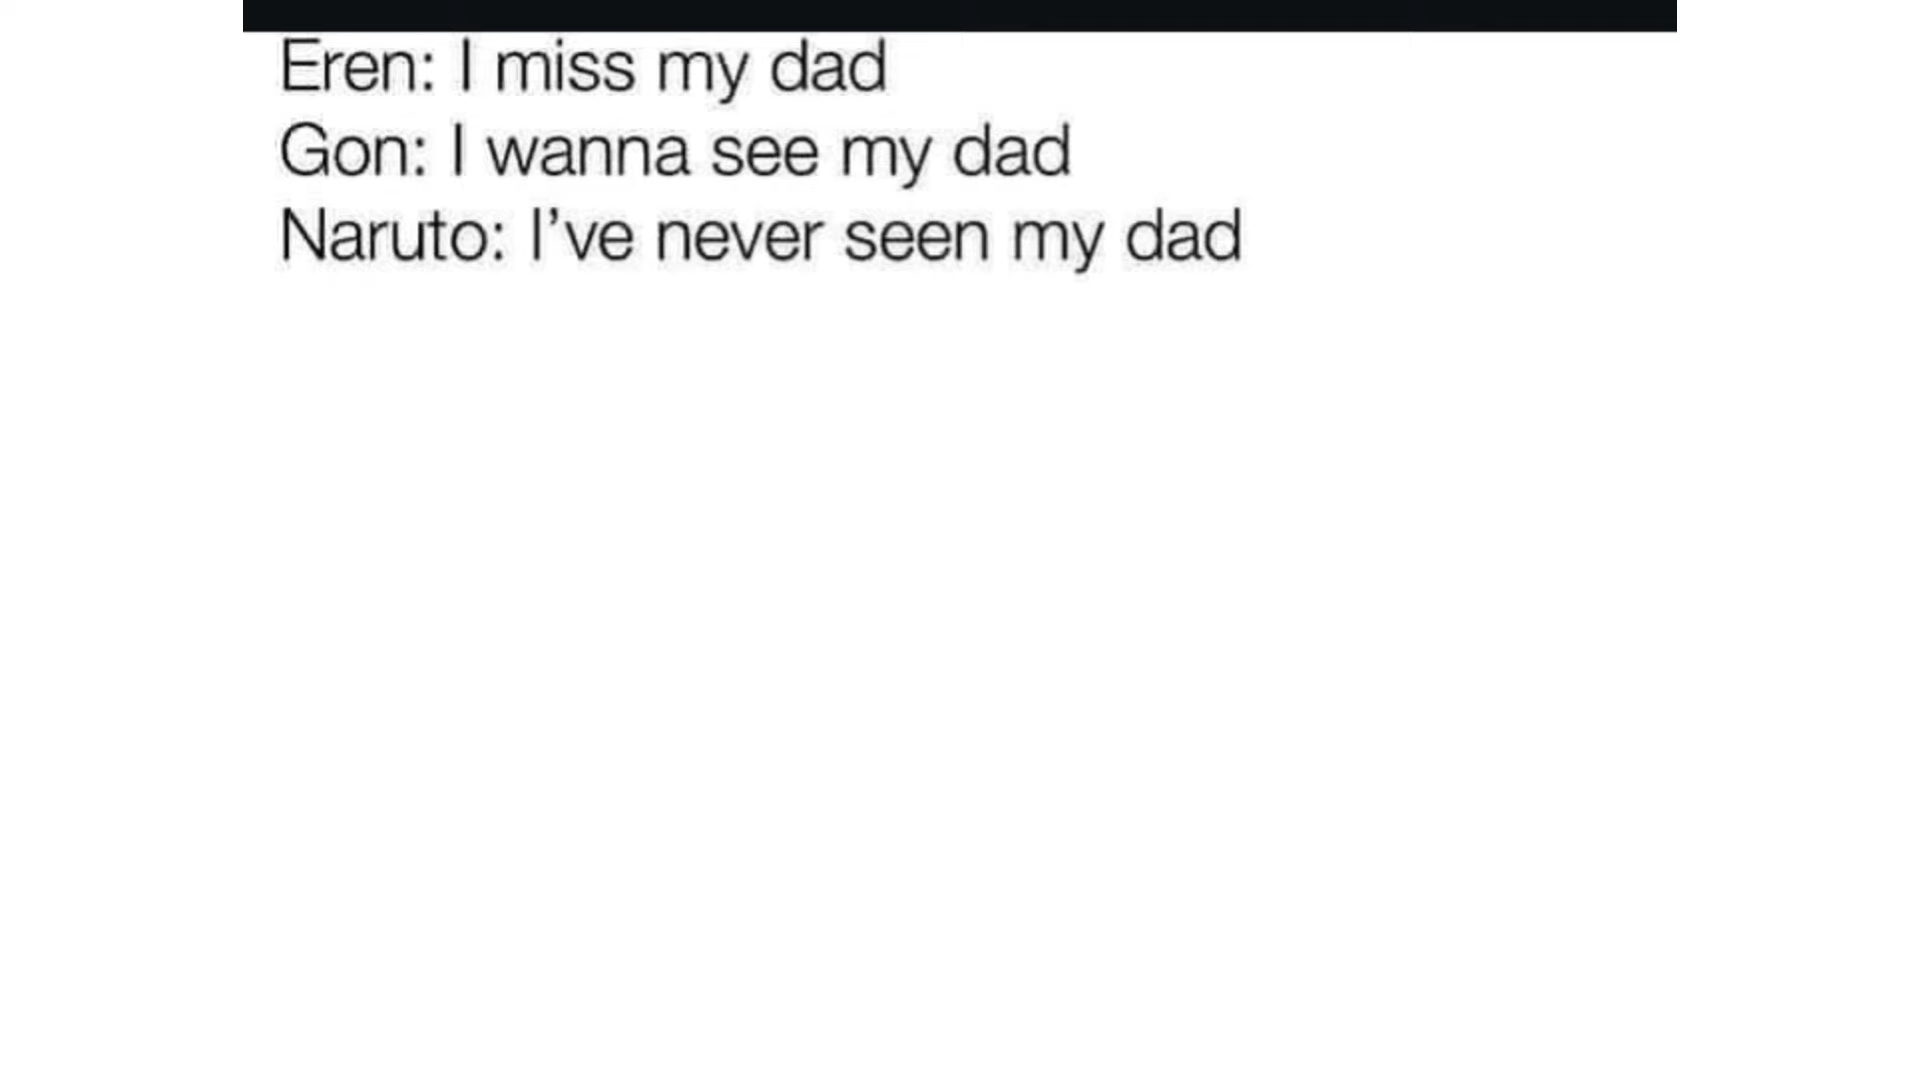 Eren: I miss my dad
Gon: I wanna see my dad
Naruto: I’ve never seen my dad